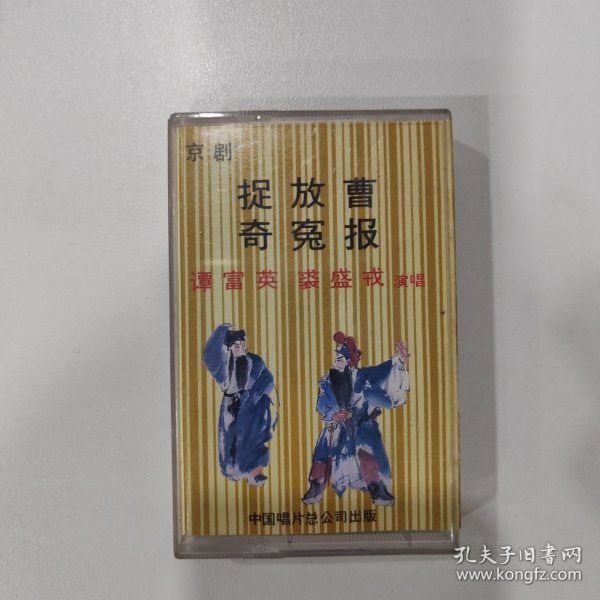 京剧
捉放曹
奇冤报
谭富英 裘盛戎 演唱
中国唱片总公司出版
孔夫子旧书网
www.kongfz.com